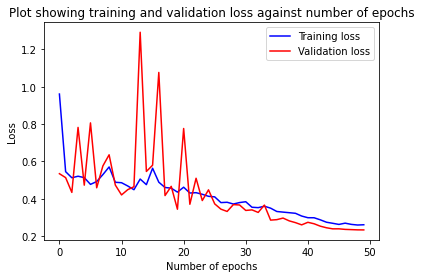 Plot showing training and validation loss against number of epochs
Training loss
Validation loss
Loss
1.2
1.0
0.8
0.6
0.4
0.2
0
10
20
30
40
50
Number of epochs